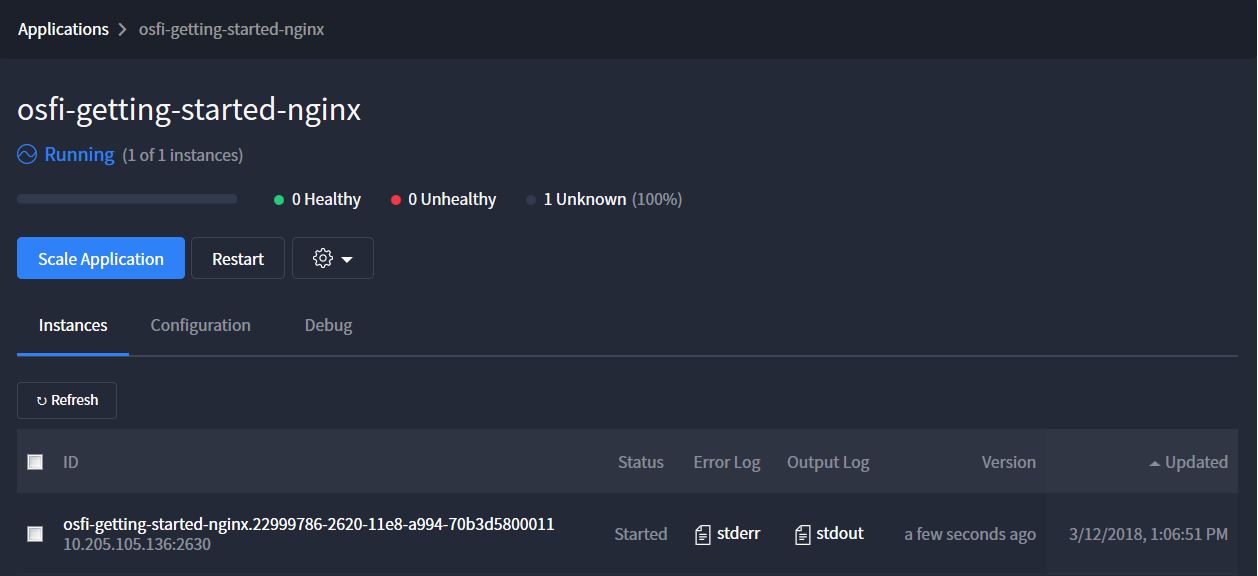 Applications > osfi-getting-started-nginx
osfi-getting-started-nginx
Running (1 of 1 instances)
0 Healthy 0 Unhealthy 1 Unknown (100%)
Scale Application Restart
Instances Configuration Debug
↻ Refresh
ID Status Error Log Output Log Version Updated
osfi-getting-started-nginx.22999786-2620-11e8-a994-70b3d5800011 Started stderr stdout a few seconds ago 3/12/2018, 1:06:51 PM
10.205.105.136:2630